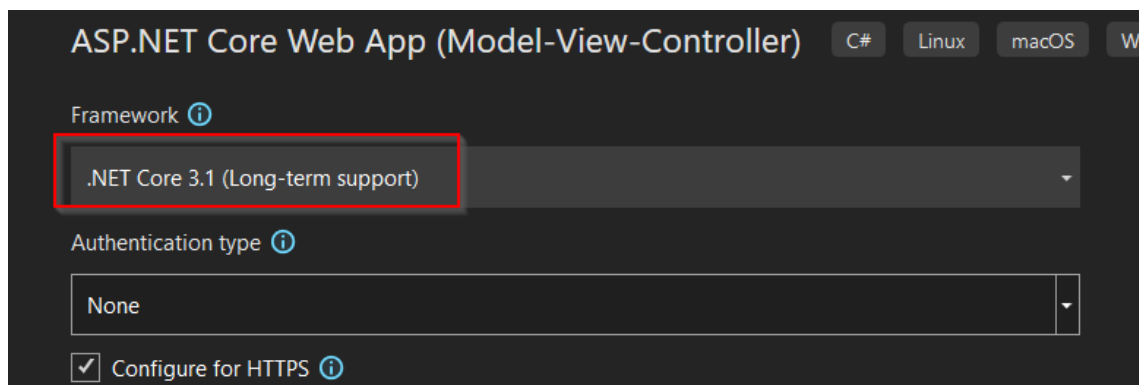 ASP.NET Core Web App (Model-View-Controller) C# Linux macOS W
Framework
.NET Core 3.1 (Long-term support)
Authentication type
None
Configure for HTTPS